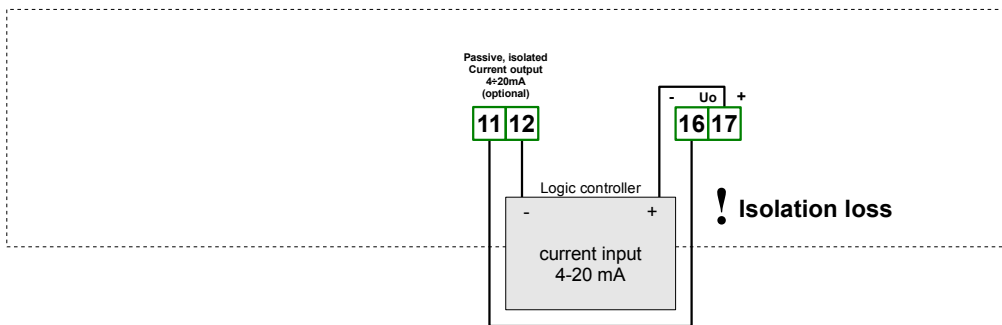 Passive, isolated
Current output
4÷20mA
(optional)
- Uo +
11 12
16 17
Logic controller
- +
! Isolation loss
current input
4-20 mA